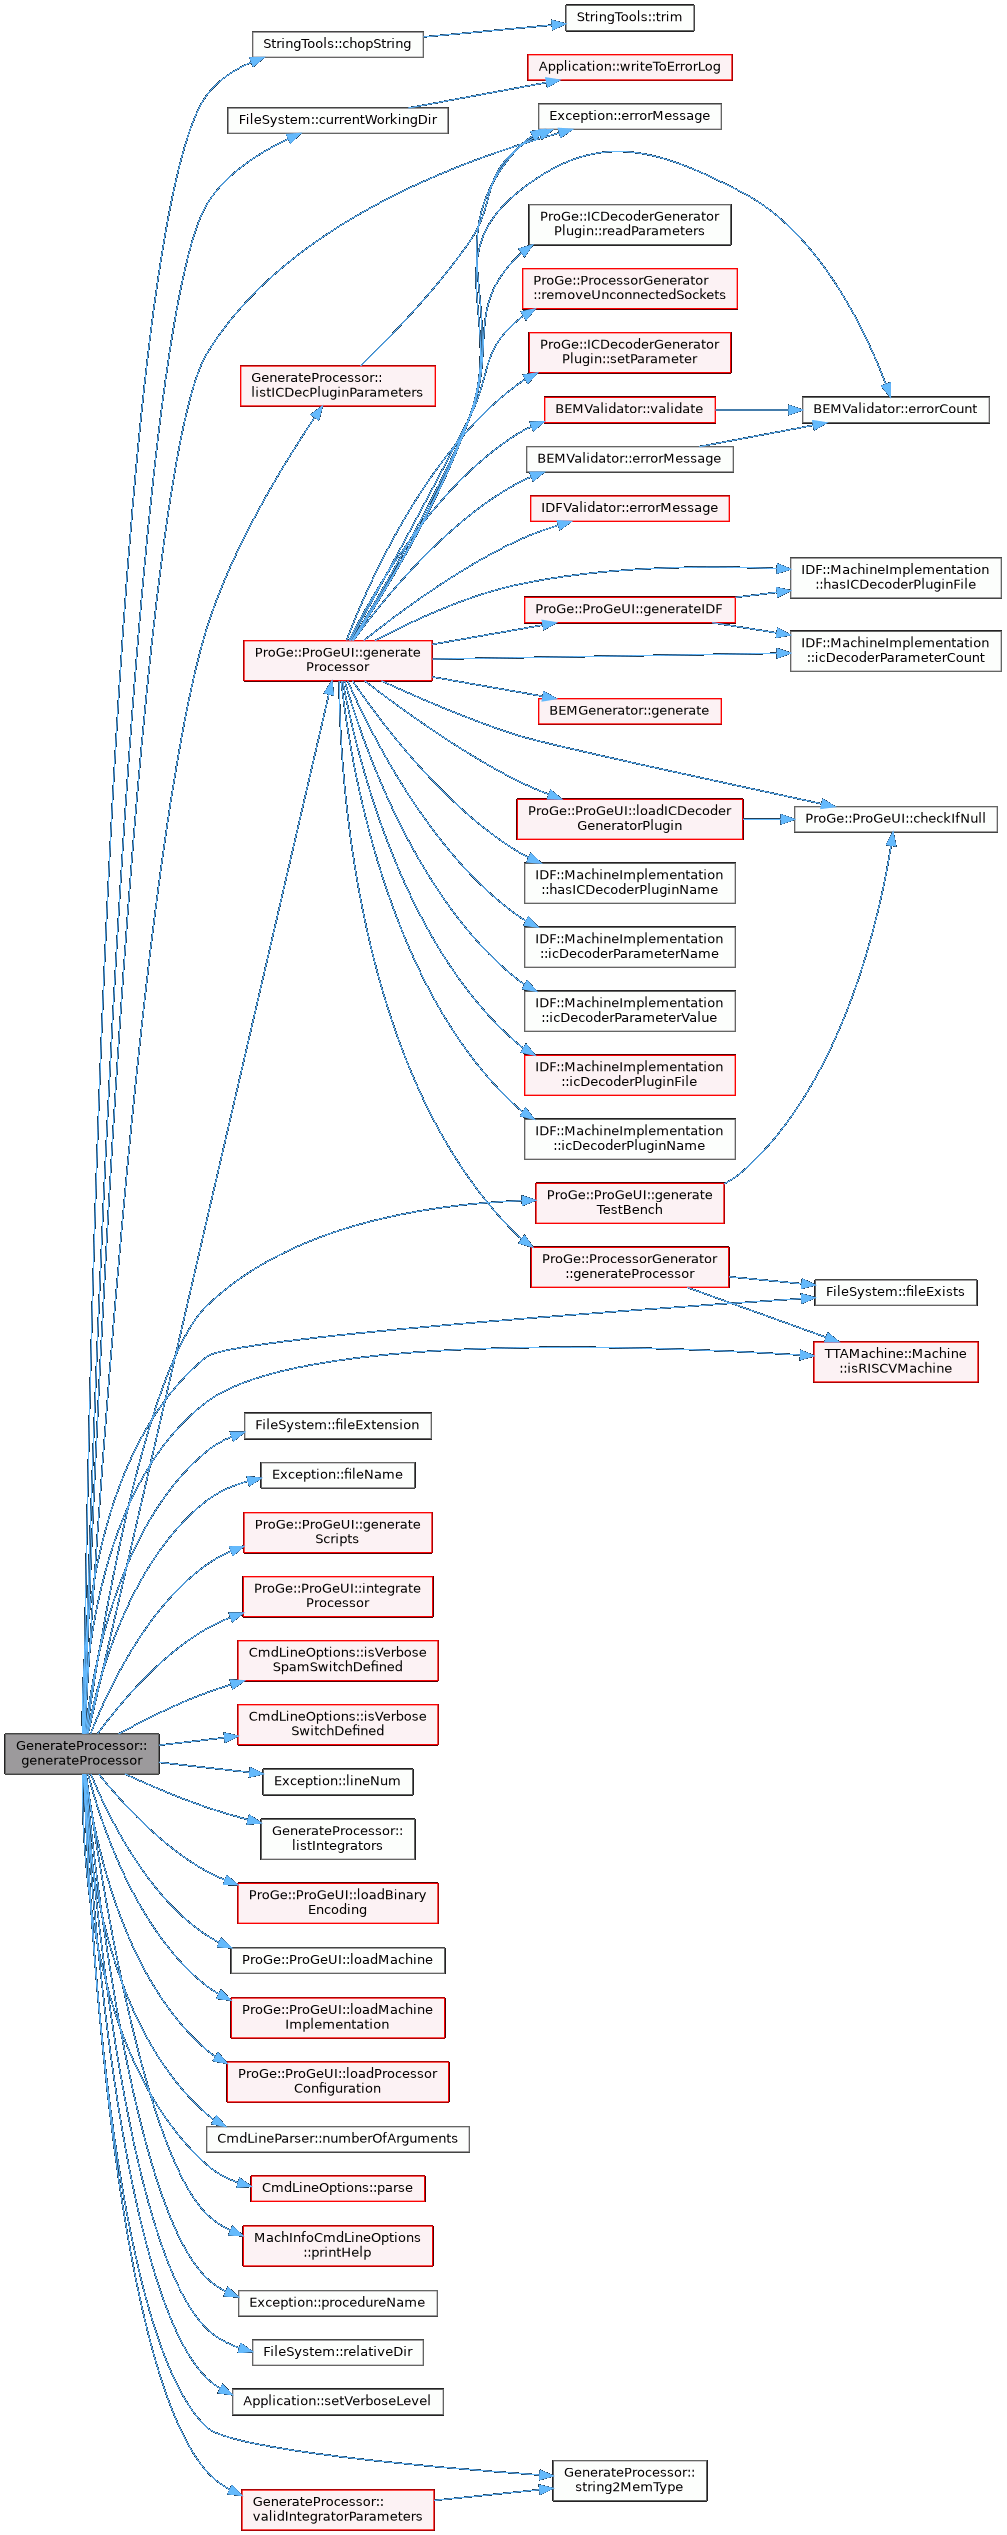 StringTools::trim
StringTools::chopString
Application::writeToErrorLog
FileSystem::currentWorkingDir
Exception::errorMessage
ProGe::ICDecoderGenerator
Plugin::readParameters
ProGe::ProcessorGenerator
::removeUnconnectedSockets
ProGe::ICDecoderGenerator
Plugin::setParameter
GenerateProcessor::
listICDecPluginParameters
BEMValidator::validate
BEMValidator::errorCount
BEMValidator::errorMessage
IDFValidator::errorMessage
IDF::MachineImplementation
::hasICDecoderPluginFile
ProGe::ProGeUI::generateIDF
IDF::MachineImplementation
::icDecoderParameterCount
ProGe::ProGeUI::generate
Processor
BEMGenerator::generate
ProGe::ProGeUI::loadICDecoder
GeneratorPlugin
ProGe::ProGeUI::checkIfNull
IDF::MachineImplementation
::hasICDecoderPluginName
IDF::MachineImplementation
::icDecoderParameterName
IDF::MachineImplementation
::icDecoderParameterValue
IDF::MachineImplementation
::icDecoderPluginFile
IDF::MachineImplementation
::icDecoderPluginName
ProGe::ProGeUI::generate
TestBench
ProGe::ProcessorGenerator
::generateProcessor
FileSystem::fileExists
TTAMachine::Machine
::isRISCVMachine
FileSystem::fileExtension
Exception::fileName
ProGe::ProGeUI::generate
Scripts
ProGe::ProGeUI::integrate
Processor
CmdLineOptions::isVerbose
SpamSwitchDefined
CmdLineOptions::isVerbose
SwitchDefined
GenerateProcessor::
generateProcessor
Exception::lineNum
GenerateProcessor::
listIntegrators
ProGe::ProGeUI::loadBinary
Encoding
ProGe::ProGeUI::loadMachine
ProGe::ProGeUI::loadMachine
Implementation
ProGe::ProGeUI::loadProcessor
Configuration
CmdLineParser::numberOfArguments
CmdLineOptions::parse
MachInfoCmdLineOptions
::printHelp
Exception::procedureName
FileSystem::relativeDir
Application::setVerboseLevel
GenerateProcessor::
string2MemType
GenerateProcessor::
validIntegratorParameters